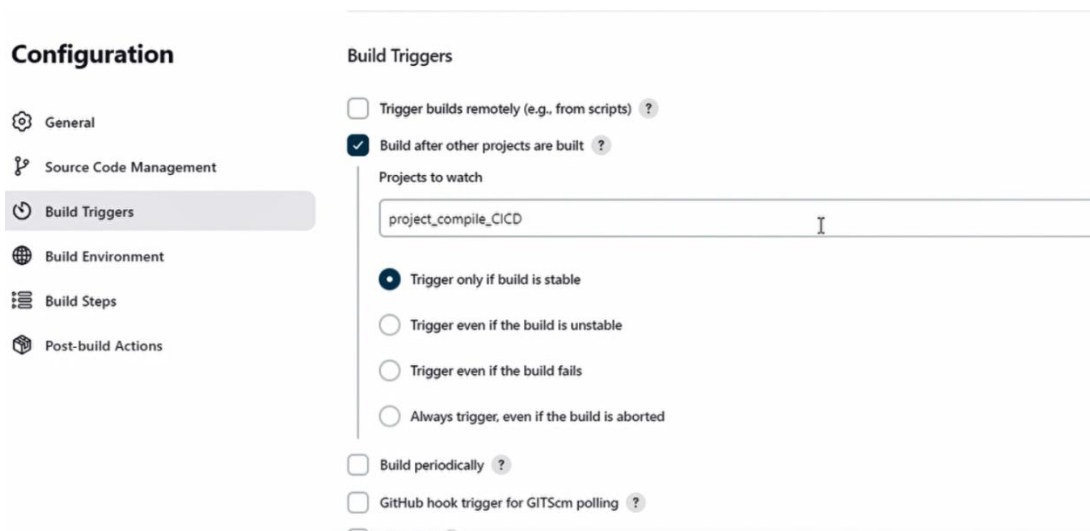 Configuration
General
Source Code Management
Build Triggers
Build Environment
Build Steps
Post-build Actions
Build Triggers
Trigger builds remotely (e.g., from scripts) ?
Build after other projects are built ?
Projects to watch
project_compile_CICD
Trigger only if build is stable
Trigger even if the build is unstable
Trigger even if the build fails
Always trigger, even if the build is aborted
Build periodically ?
GitHub hook trigger for GITScm polling ?